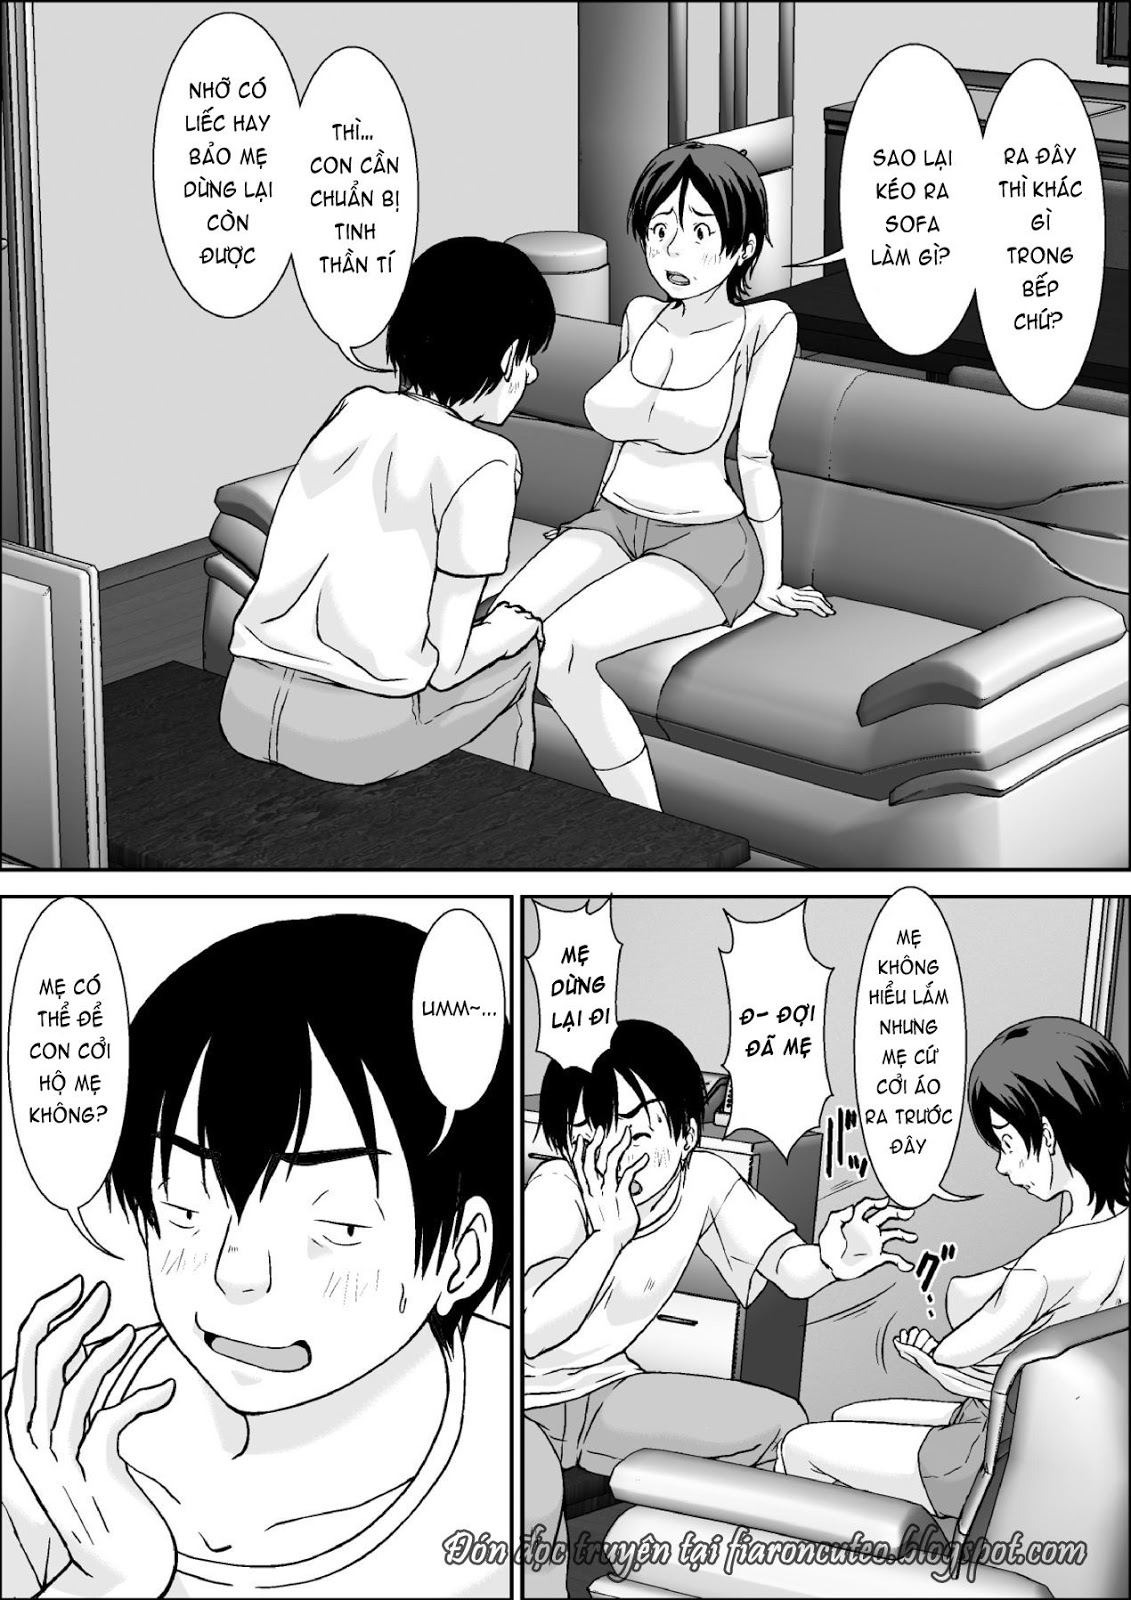 RA ĐÂY
THÌ KHÁC
GÌ
TRONG
BẾP
CHỨ?
SAO LẠI
KÉO RA
SOFA
LÀM GÌ?
THÌ...
CON CẦN
CHUẨN BỊ
TINH
THẦN TÍ
NHỠ CÓ
LIẾC HAY
BẢO MẸ
DỪNG LẠI
CÒN
ĐƯỢC
MẸ
KHÔNG
HIỂU LẮM
NHƯNG
MẸ CỨ
CỞI ÁO
RA TRƯỚC
ĐÂY
Đ- ĐỢI
ĐÃ MẸ
MẸ
DỪNG
LẠI ĐI
UMM~...
MẸ CÓ
THỂ ĐỂ
CON CỞI
HỘ MẸ
KHÔNG?
Đón đọc truyện tại fiaroncuteo.blogspot.com